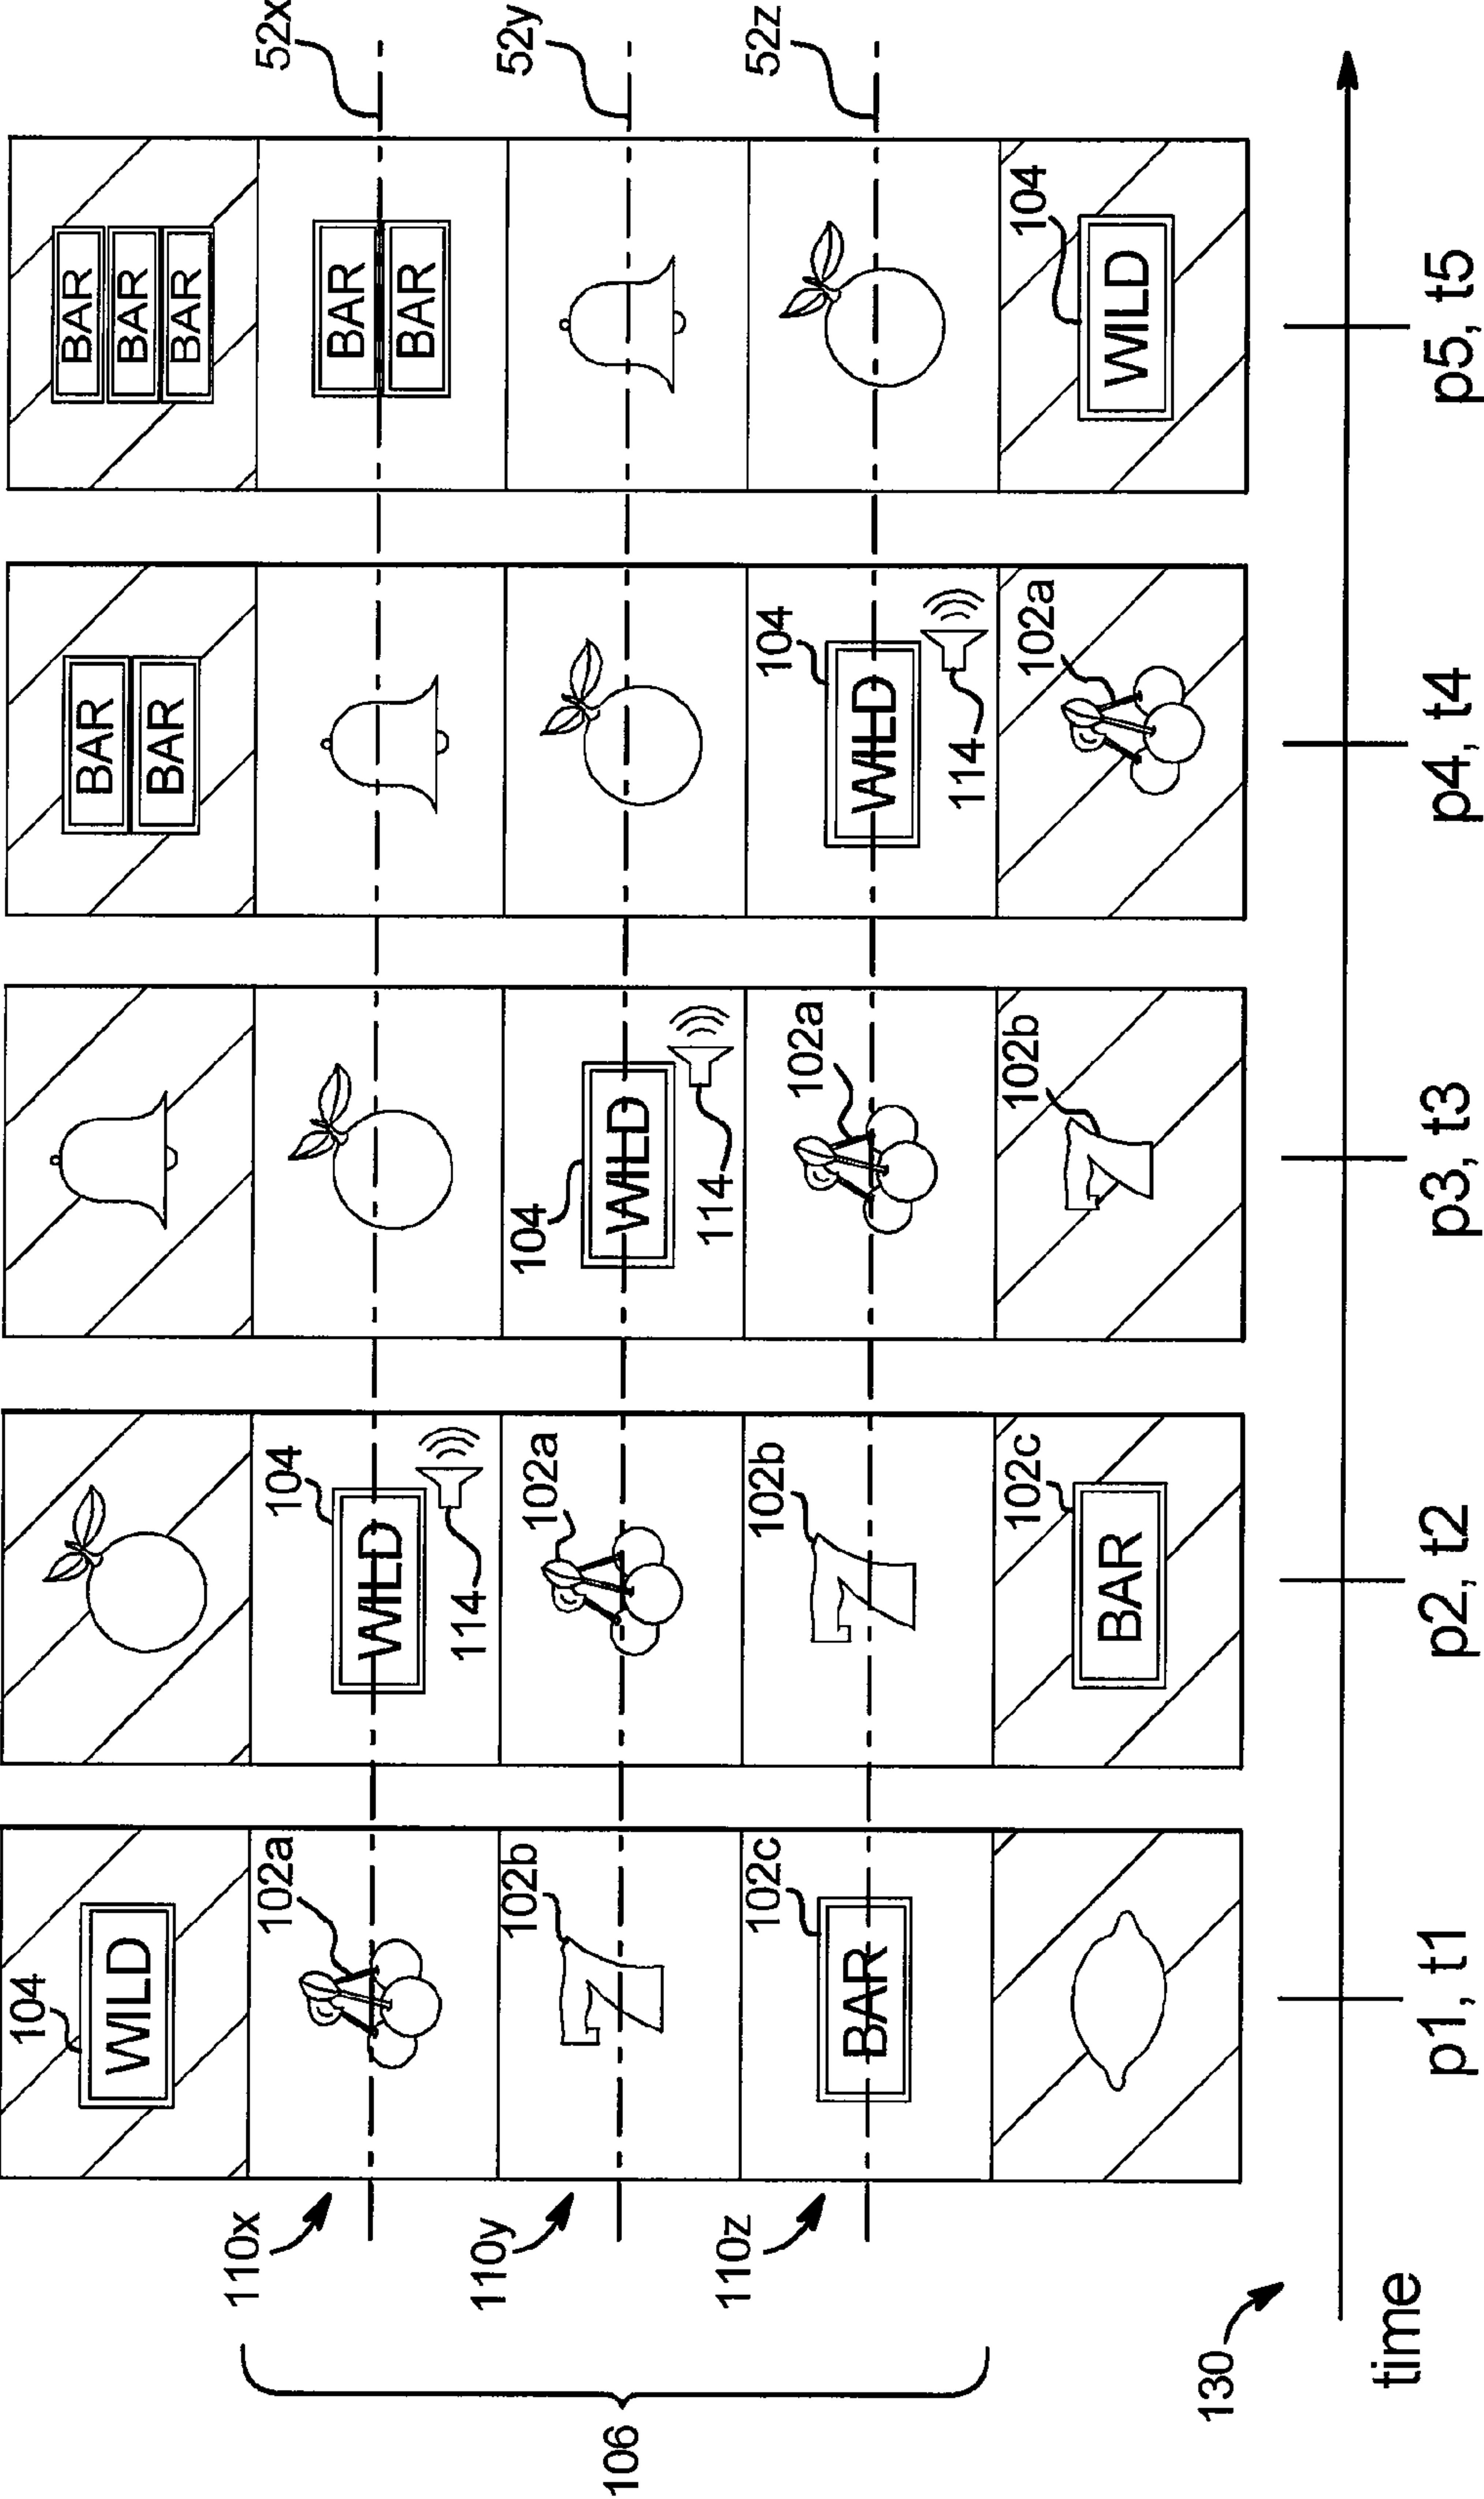 52x
52y
52z
104
WILD
102a
102b
102c
BAR
104
WILD
114
102a
102b
102c
BAR
104
WILD
114
102a
102b
BAR
BAR
104
WILD
114
102a
BAR
BAR
BAR
BAR
BAR
104
WILD
110x
110y
110z
106
130
time
p1, t1
p2, t2
p3, t3
p4, t4
p5, t5